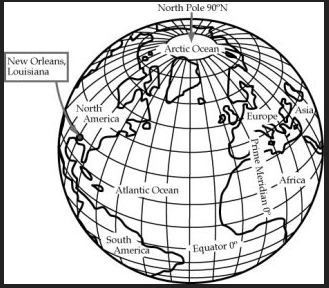 North Pole 90°N
Arctic Ocean
New Orleans,
Louisiana
North
America
Europe
Asia
Prime Meridian 0°
Atlantic Ocean
Africa
South
America
Equator 0°